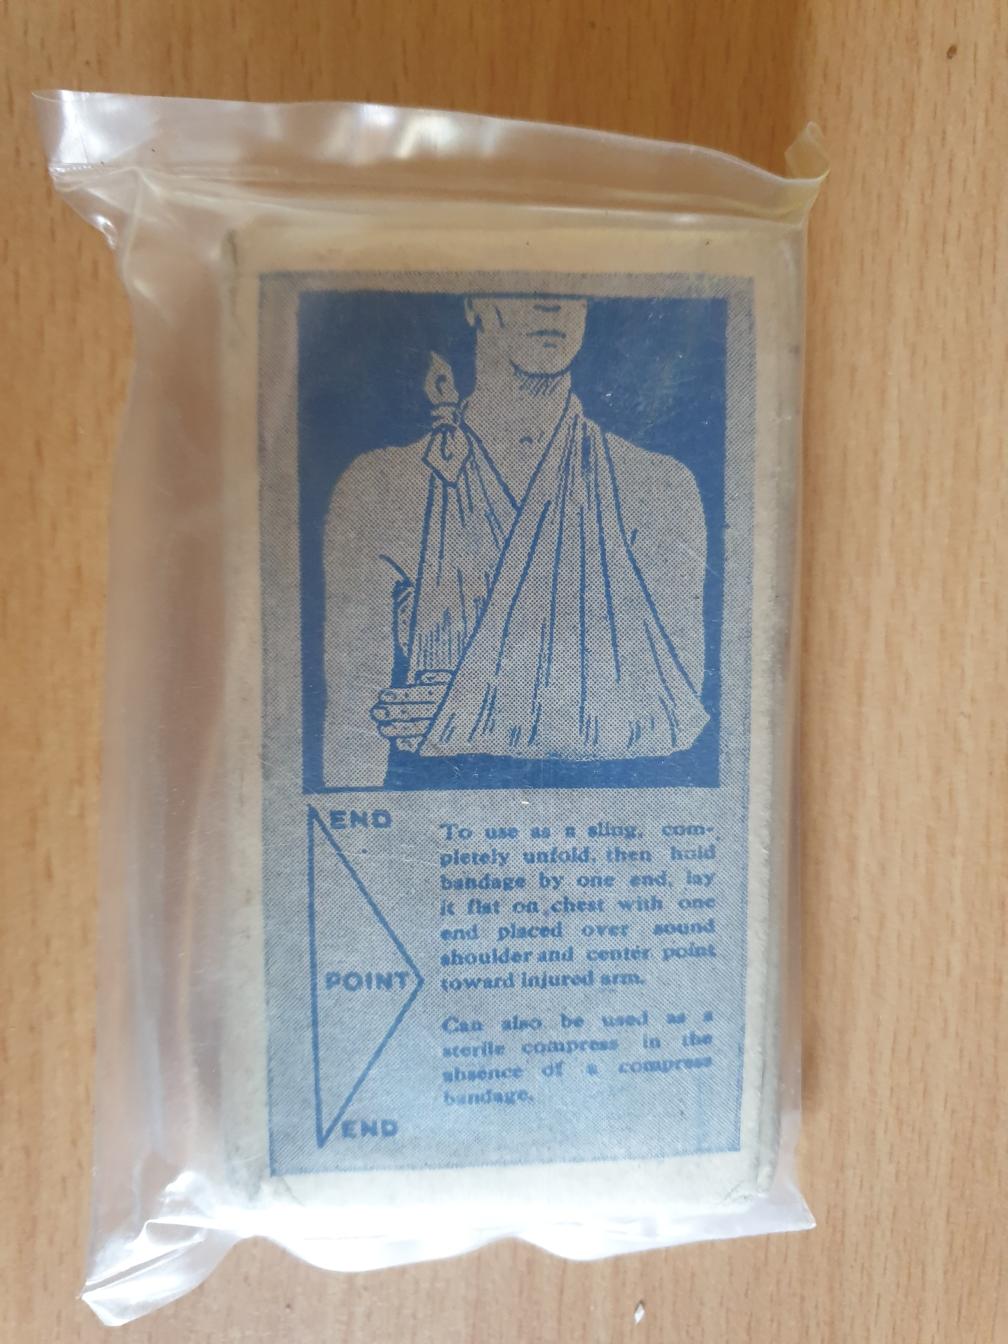 END
POINT
END
To use as a sling, com-
pletely unfold, then hold
bandage by one end, lay
it flat on chest with one
end placed over sound
shoulder and center point
toward injured arm.
Can also be used as a
sterile compress in the
absence of a compress
bandage.